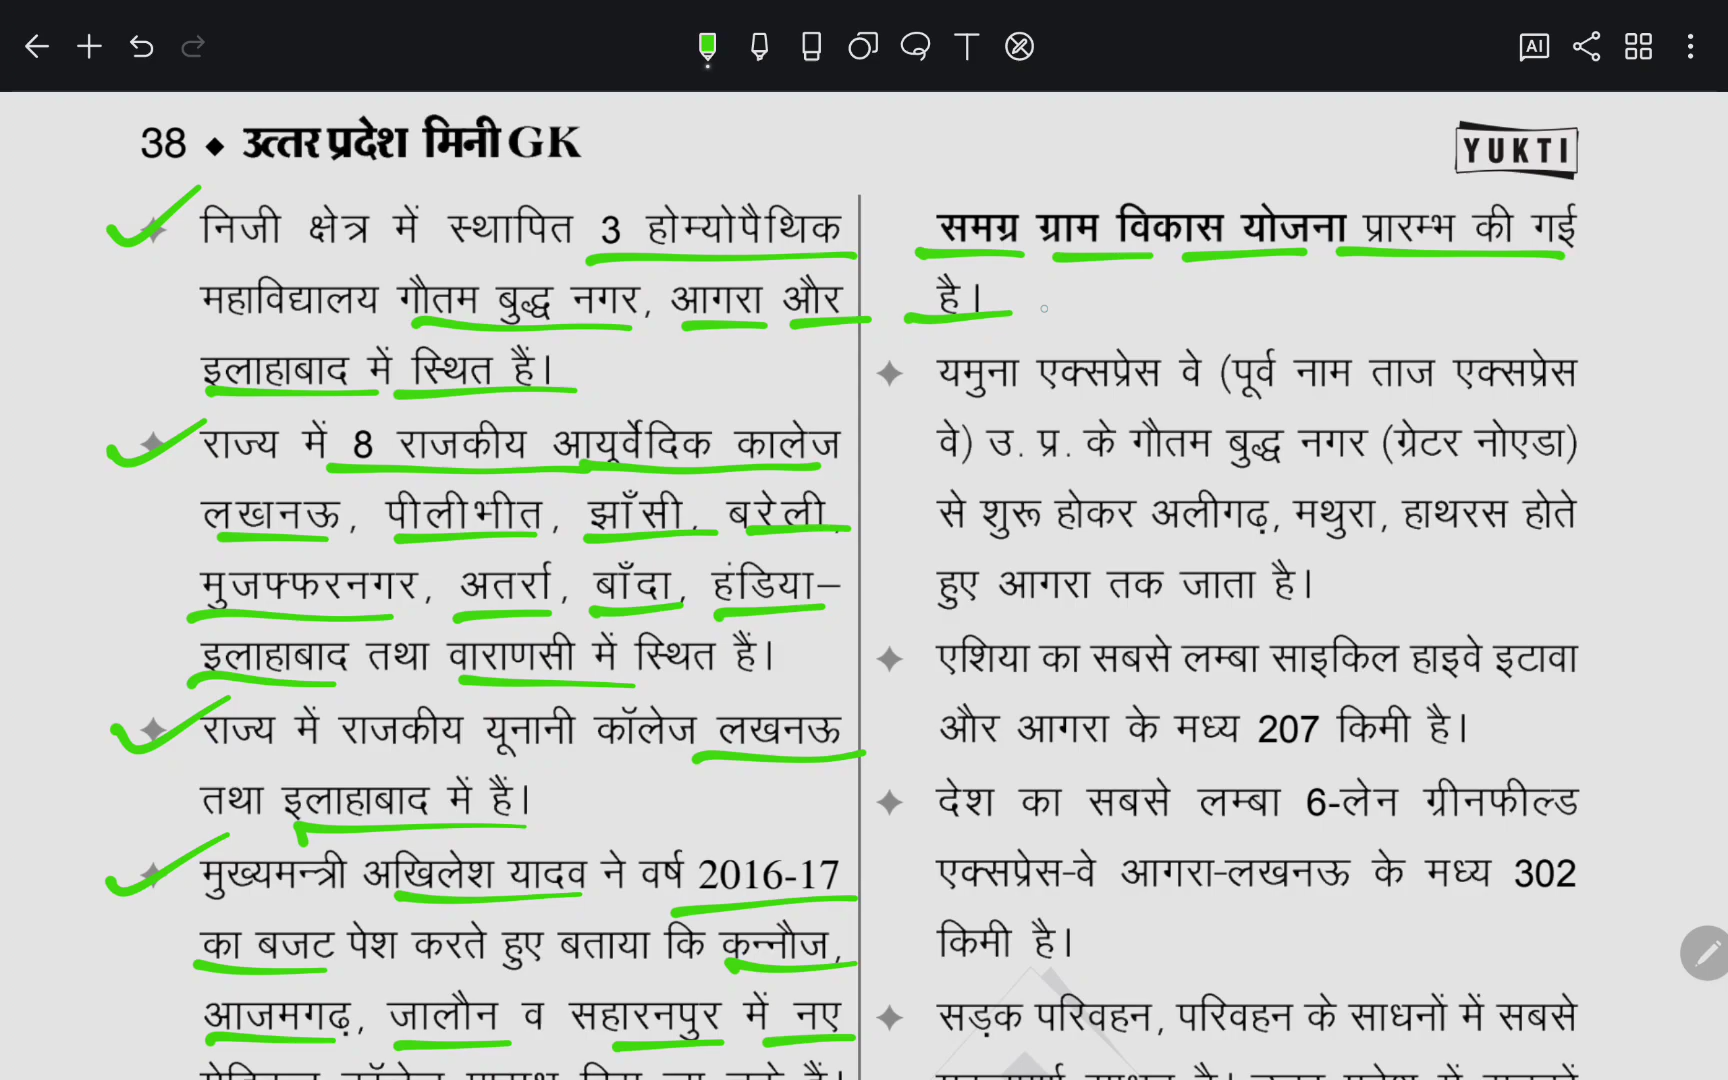 AI
38 ◆ उत्तर प्रदेश मिनी GK
YUKTI
निजी क्षेत्र में स्थापित 3 होम्योपैथिक
महाविद्यालय गौतम बुद्ध नगर, आगरा और
इलाहाबाद में स्थित हैं।
राज्य में 8 राजकीय आयुर्वेदिक कालेज
लखनऊ, पीलीभीत, झाँसी, बरेली,
मुजफ्फरनगर, अतर्रा, बाँदा, हंडिया–
इलाहाबाद तथा वाराणसी में स्थित हैं।
राज्य में राजकीय यूनानी कॉलेज लखनऊ
तथा इलाहाबाद में हैं।
मुख्यमन्त्री अखिलेश यादव ने वर्ष 2016-17
का बजट पेश करते हुए बताया कि कन्नौज,
आजमगढ़, जालौन व सहारनपुर में नए
समग्र ग्राम विकास योजना प्रारम्भ की गई
है।
यमुना एक्सप्रेस वे (पूर्व नाम ताज एक्सप्रेस
वे) उ. प्र. के गौतम बुद्ध नगर (ग्रेटर नोएडा)
से शुरू होकर अलीगढ़, मथुरा, हाथरस होते
हुए आगरा तक जाता है।
एशिया का सबसे लम्बा साइकिल हाइवे इटावा
और आगरा के मध्य 207 किमी है।
देश का सबसे लम्बा 6-लेन ग्रीनफील्ड
एक्सप्रेस-वे आगरा-लखनऊ के मध्य 302
किमी है।
सड़क परिवहन, परिवहन के साधनों में सबसे